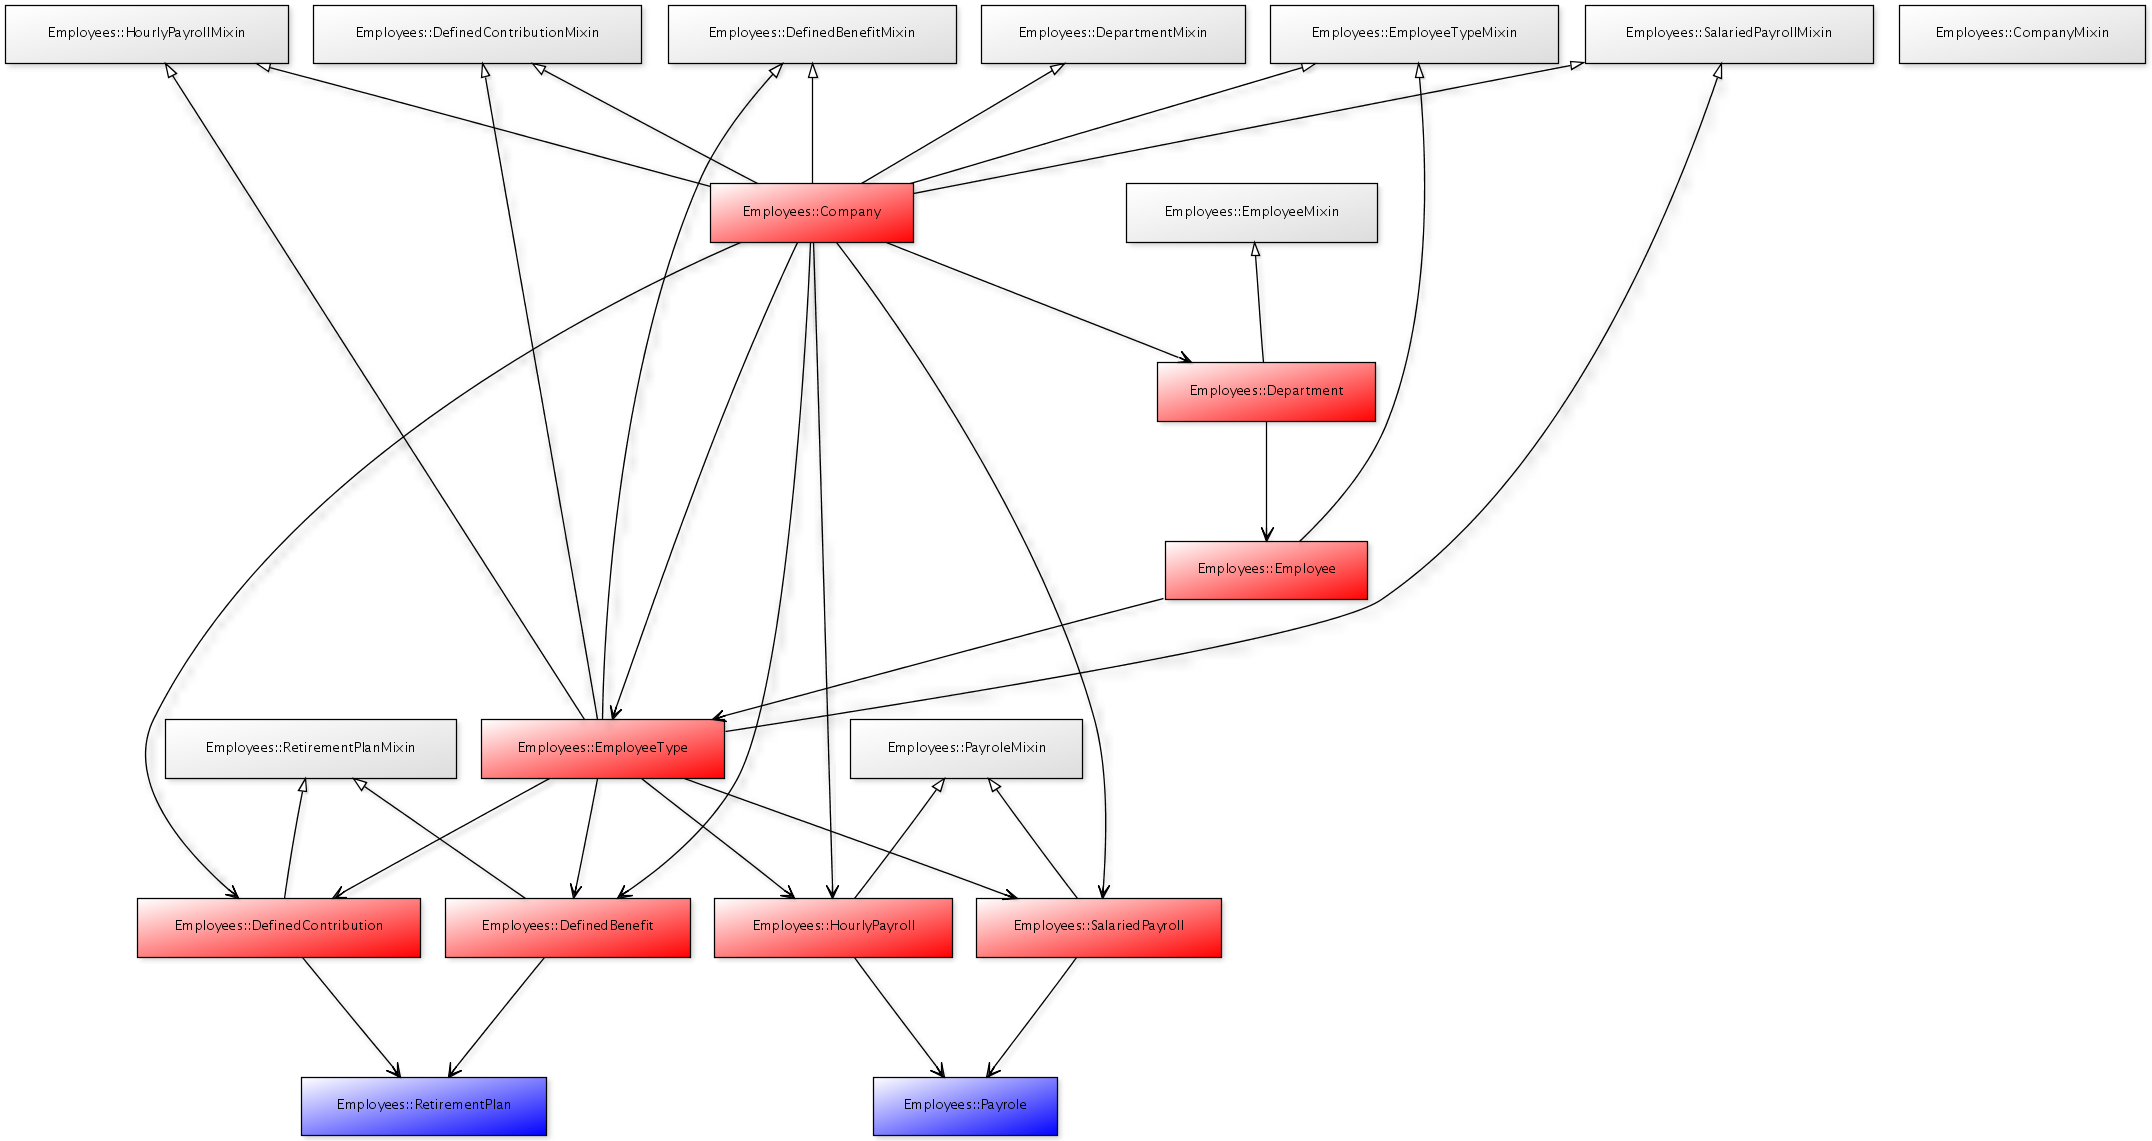 Employees::HourlyPayrollMixin
Employees::DefinedContributionMixin
Employees::DefinedBenefitMixin
Employees::DepartmentMixin
Employees::EmployeeTypeMixin
Employees::SalariedPayrollMixin
Employees::CompanyMixin
Employees::Company
Employees::EmployeeMixin
Employees::Department
Employees::Employee
Employees::RetirementPlanMixin
Employees::EmployeeType
Employees::PayroleMixin
Employees::DefinedContribution
Employees::DefinedBenefit
Employees::HourlyPayroll
Employees::SalariedPayroll
Employees::RetirementPlan
Employees::Payrole